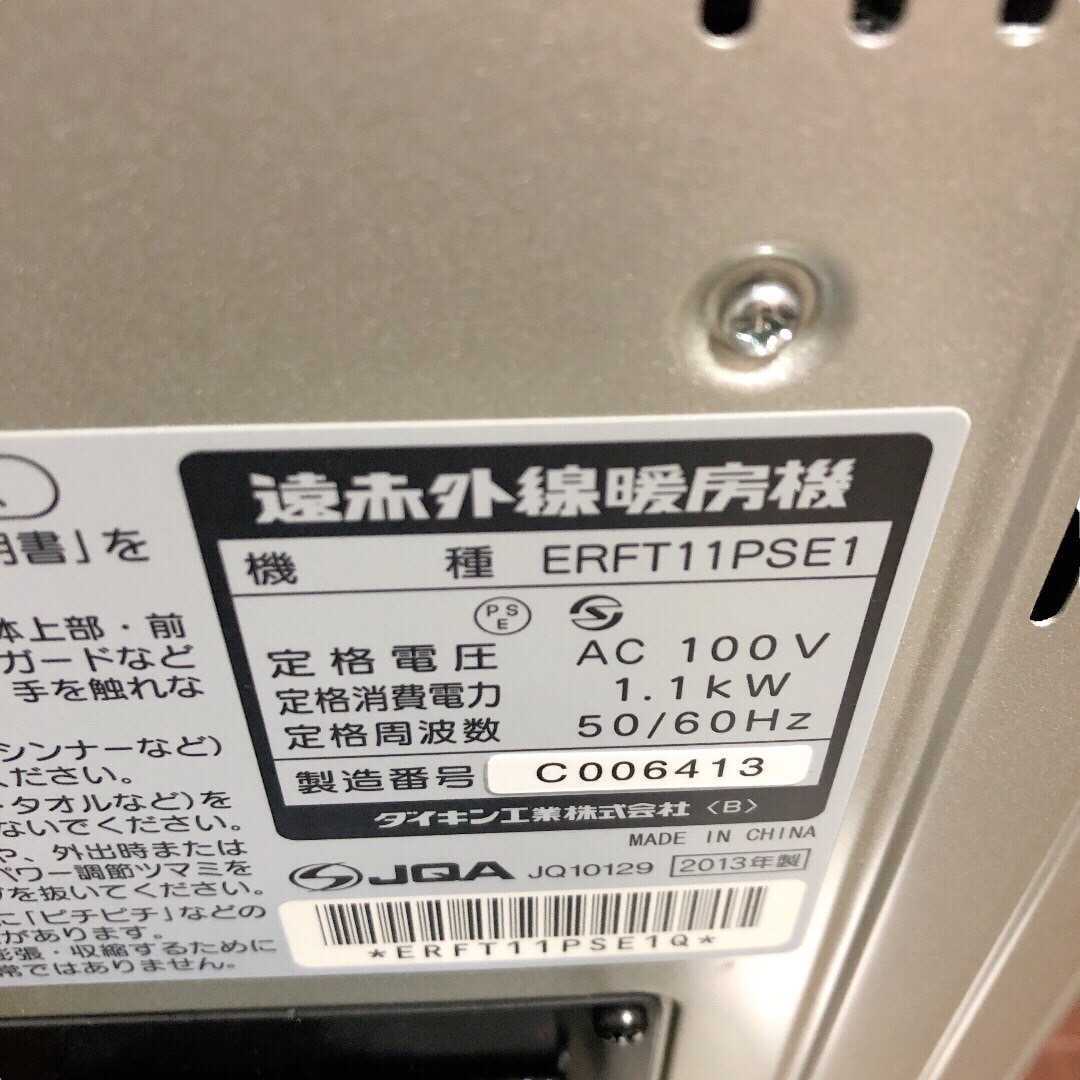 遠赤外線暖房機
機 種 ERFT11PSE1
PSE
定格電圧 AC 100V
定格消費電力 1.1kW
定格周波数 50/60Hz
製造番号 C006413
ダイキン工業株式会社〈B〉
MADE IN CHINA
JQA JQ10129 2013年製
*ERFT11PSE1Q*
明書」を
体上部・前
ガードなど
手を触れな
シンナーなど)
ください。
・タオルなど)を
ないでください。
や、外出時または
パワー調節ツマミを
を抜いてください。
に「ピチピチ」などの
があります。
膨張・収縮するために
常ではありません。